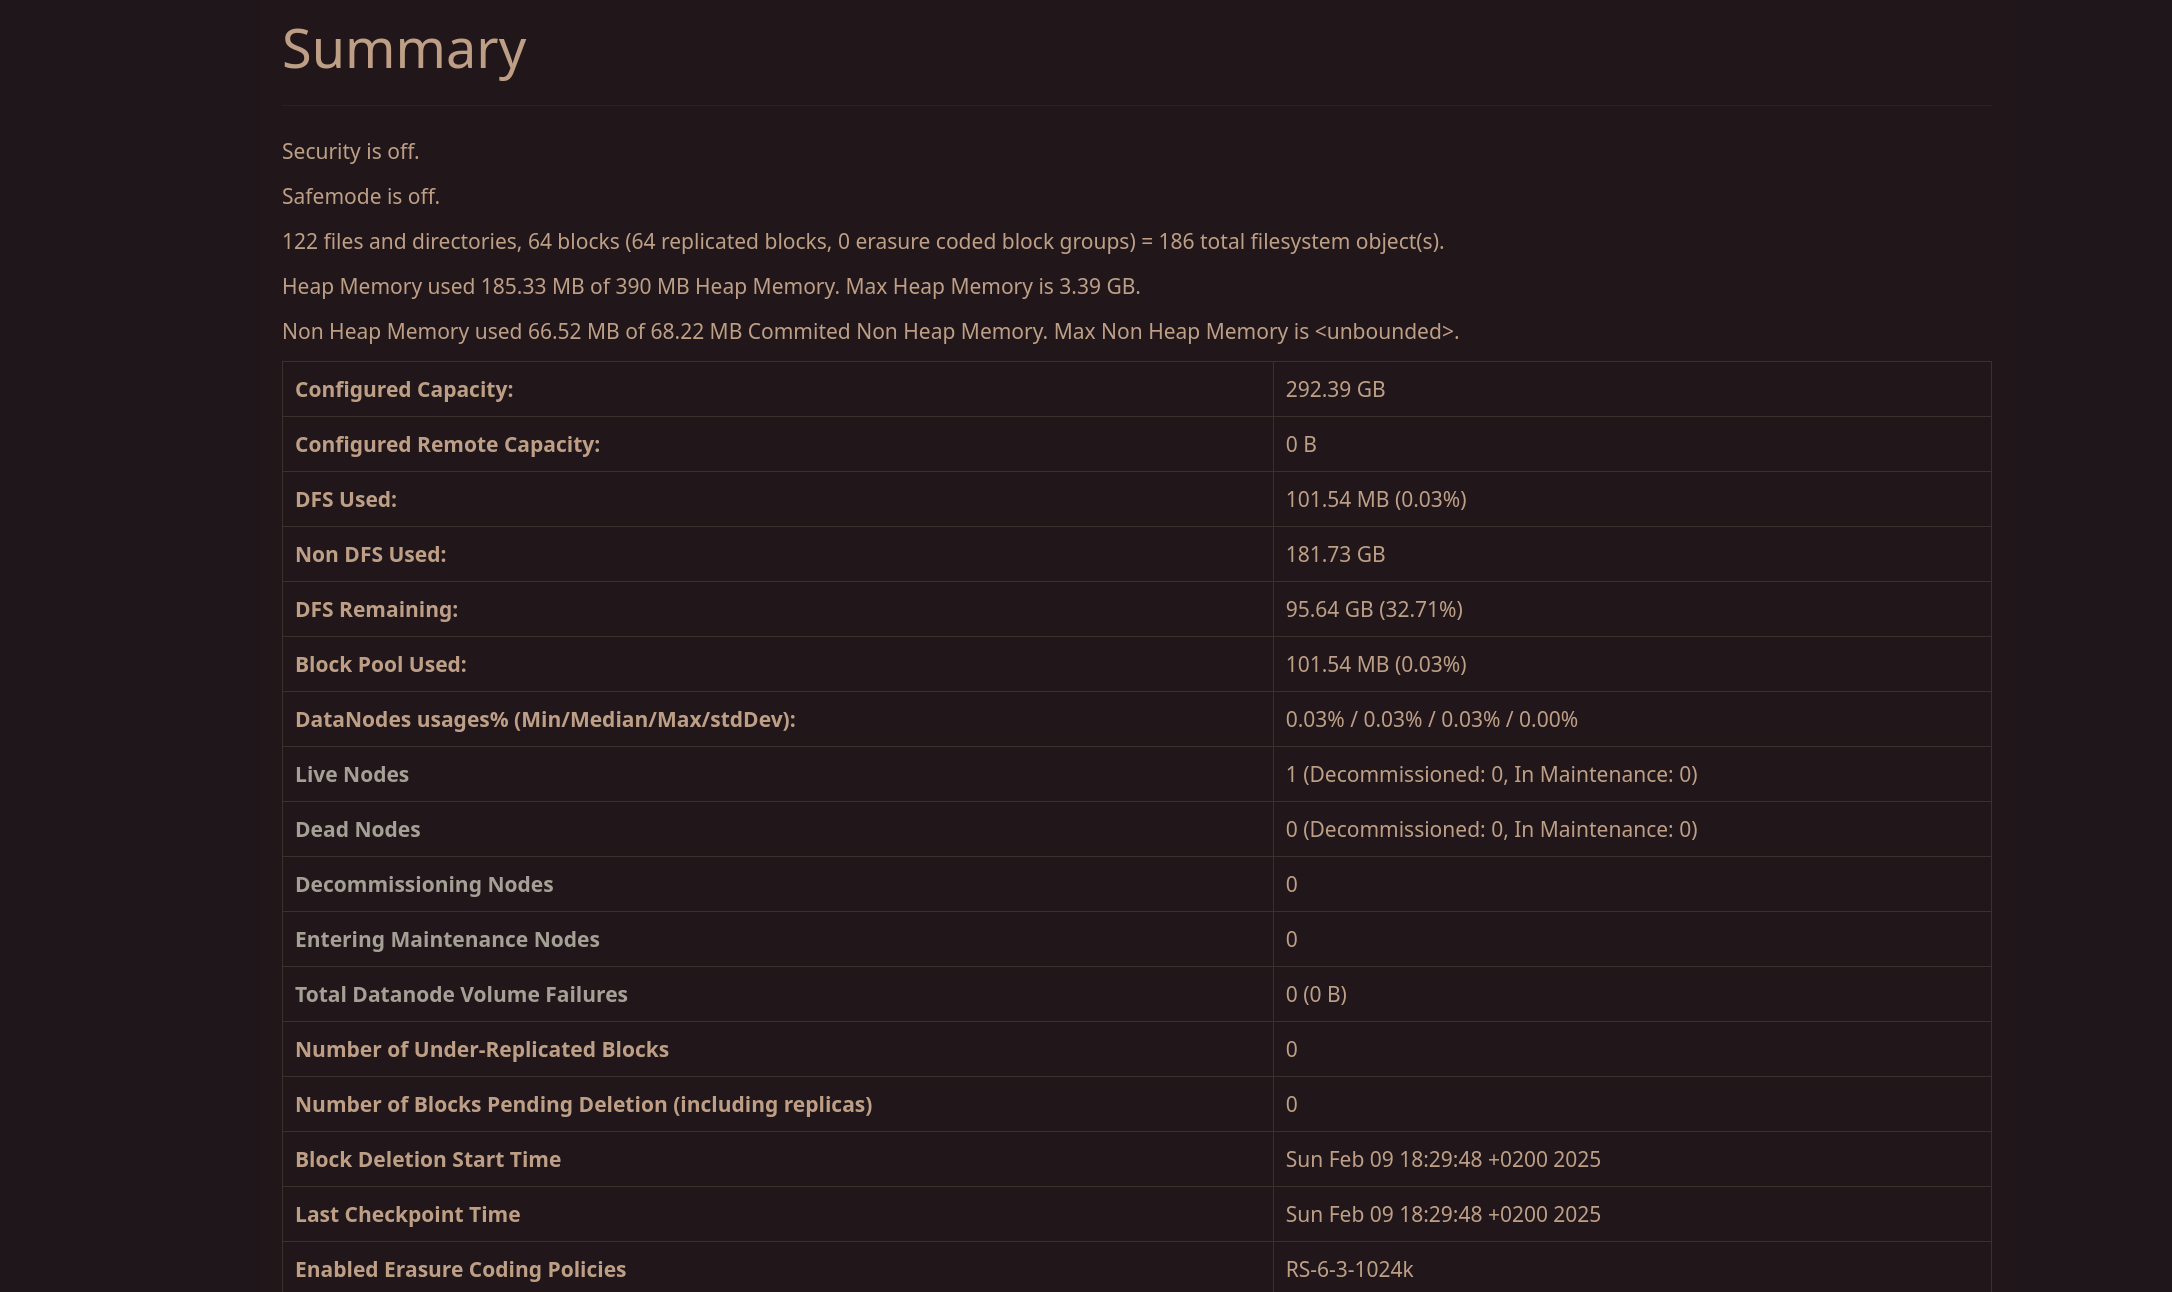 Summary
Security is off.
Safemode is off.
122 files and directories, 64 blocks (64 replicated blocks, 0 erasure coded block groups) = 186 total filesystem object(s).
Heap Memory used 185.33 MB of 390 MB Heap Memory. Max Heap Memory is 3.39 GB.
Non Heap Memory used 66.52 MB of 68.22 MB Commited Non Heap Memory. Max Non Heap Memory is <unbounded>.
Configured Capacity: 292.39 GB
Configured Remote Capacity: 0 B
DFS Used: 101.54 MB (0.03%)
Non DFS Used: 181.73 GB
DFS Remaining: 95.64 GB (32.71%)
Block Pool Used: 101.54 MB (0.03%)
DataNodes usages% (Min/Median/Max/stdDev): 0.03% / 0.03% / 0.03% / 0.00%
Live Nodes 1 (Decommissioned: 0, In Maintenance: 0)
Dead Nodes 0 (Decommissioned: 0, In Maintenance: 0)
Decommissioning Nodes 0
Entering Maintenance Nodes 0
Total Datanode Volume Failures 0 (0 B)
Number of Under-Replicated Blocks 0
Number of Blocks Pending Deletion (including replicas) 0
Block Deletion Start Time Sun Feb 09 18:29:48 +0200 2025
Last Checkpoint Time Sun Feb 09 18:29:48 +0200 2025
Enabled Erasure Coding Policies RS-6-3-1024k